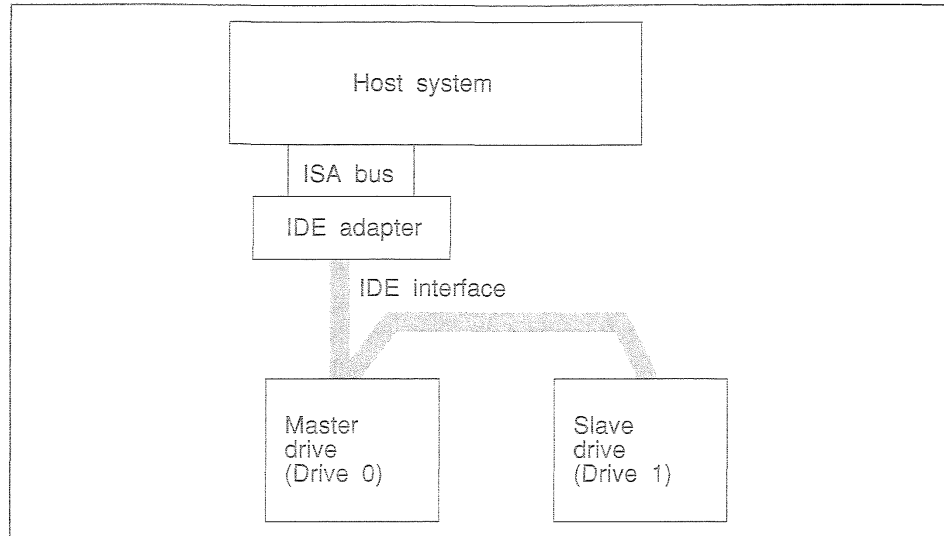 Host system
ISA bus
IDE adapter
IDE interface
Master
drive
(Drive 0)
Slave
drive
(Drive 1)